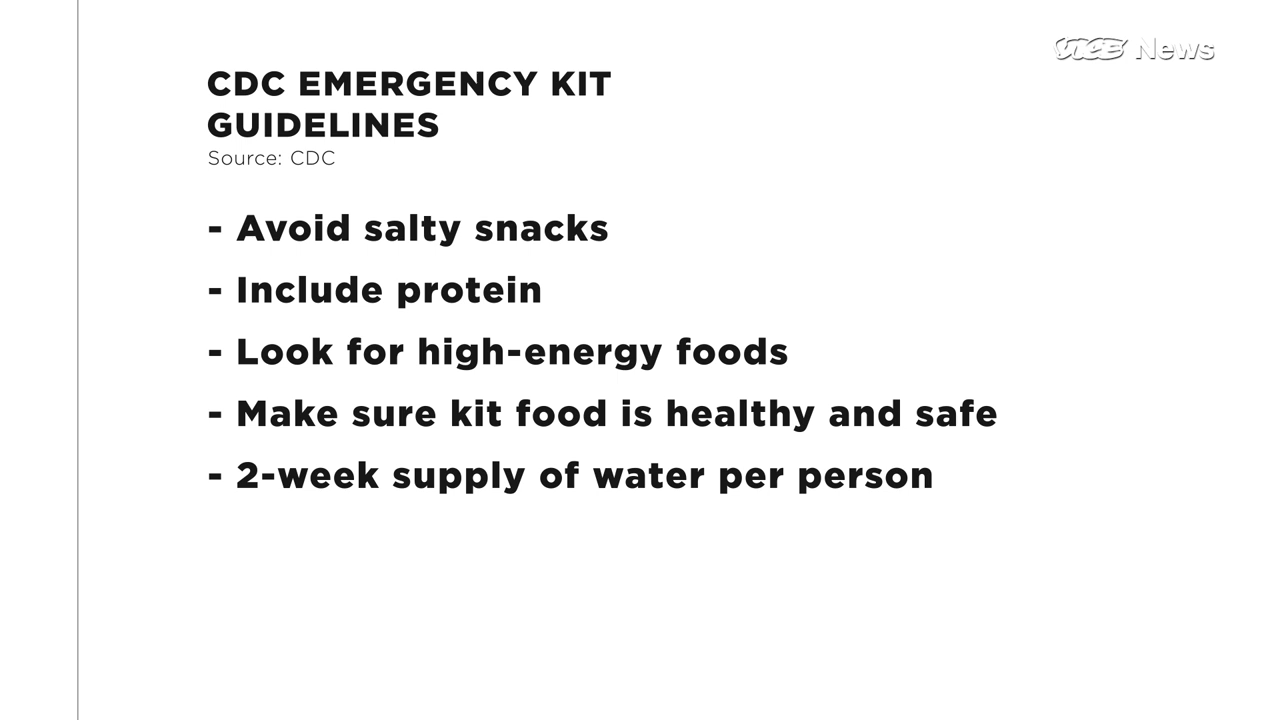 VICE News
CDC EMERGENCY KIT
GUIDELINES
Source: CDC
- Avoid salty snacks
- Include protein
- Look for high-energy foods
- Make sure kit food is healthy and safe
- 2-week supply of water per person